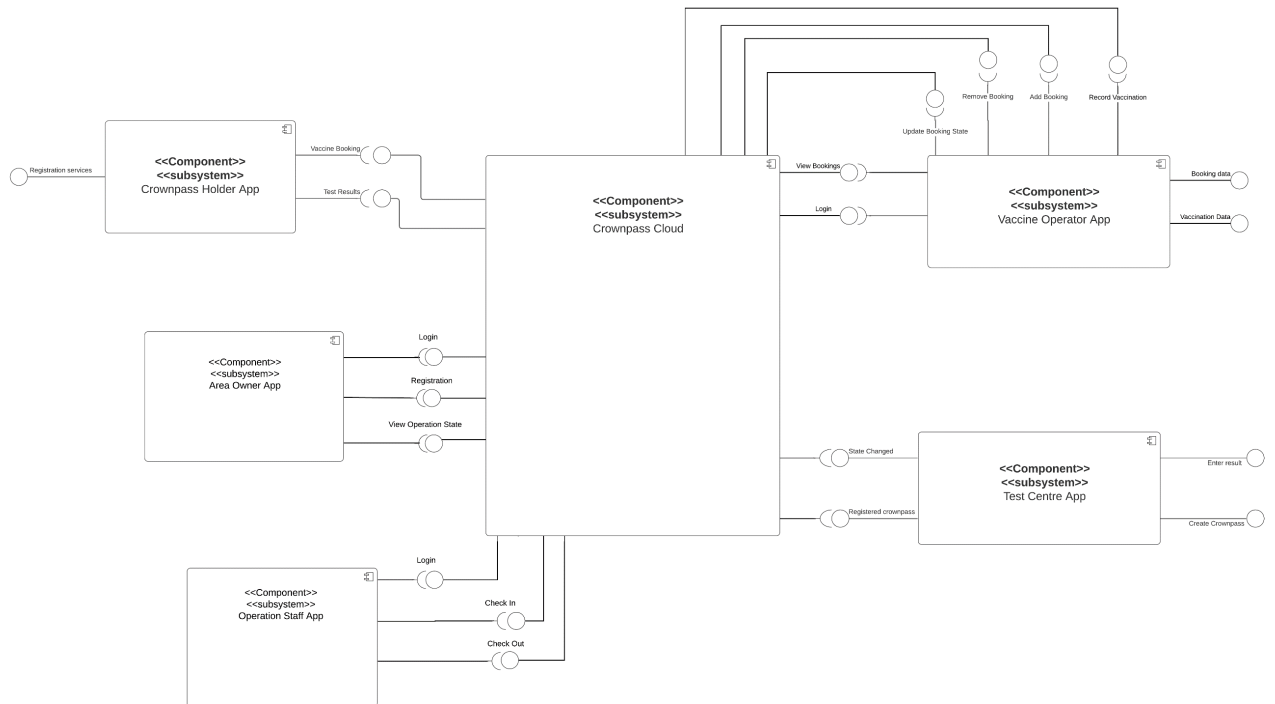 Remove Booking
Add Booking
Record Vaccination
Update Booking State
Registration services
<<Component>>
<<subsystem>>
Crownpass Holder App
Vaccine Booking
Test Results
<<Component>>
<<subsystem>>
Crownpass Cloud
View Bookings
Login
<<Component>>
<<subsystem>>
Vaccine Operator App
Booking data
Vaccination Data
<<Component>>
<<subsystem>>
Area Owner App
Login
Registration
View Operation State
State Changed
Registered crownpass
<<Component>>
<<subsystem>>
Test Centre App
Enter result
Create Crownpass
<<Component>>
<<subsystem>>
Operation Staff App
Login
Check In
Check Out